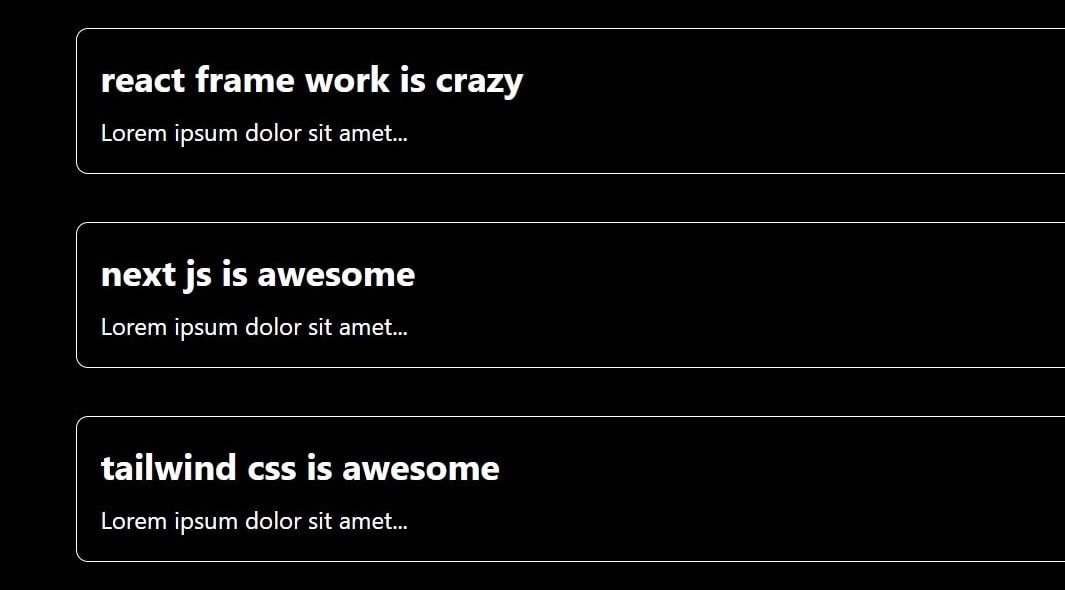 react frame work is crazy
Lorem ipsum dolor sit amet...
next js is awesome
Lorem ipsum dolor sit amet...
tailwind css is awesome
Lorem ipsum dolor sit amet...